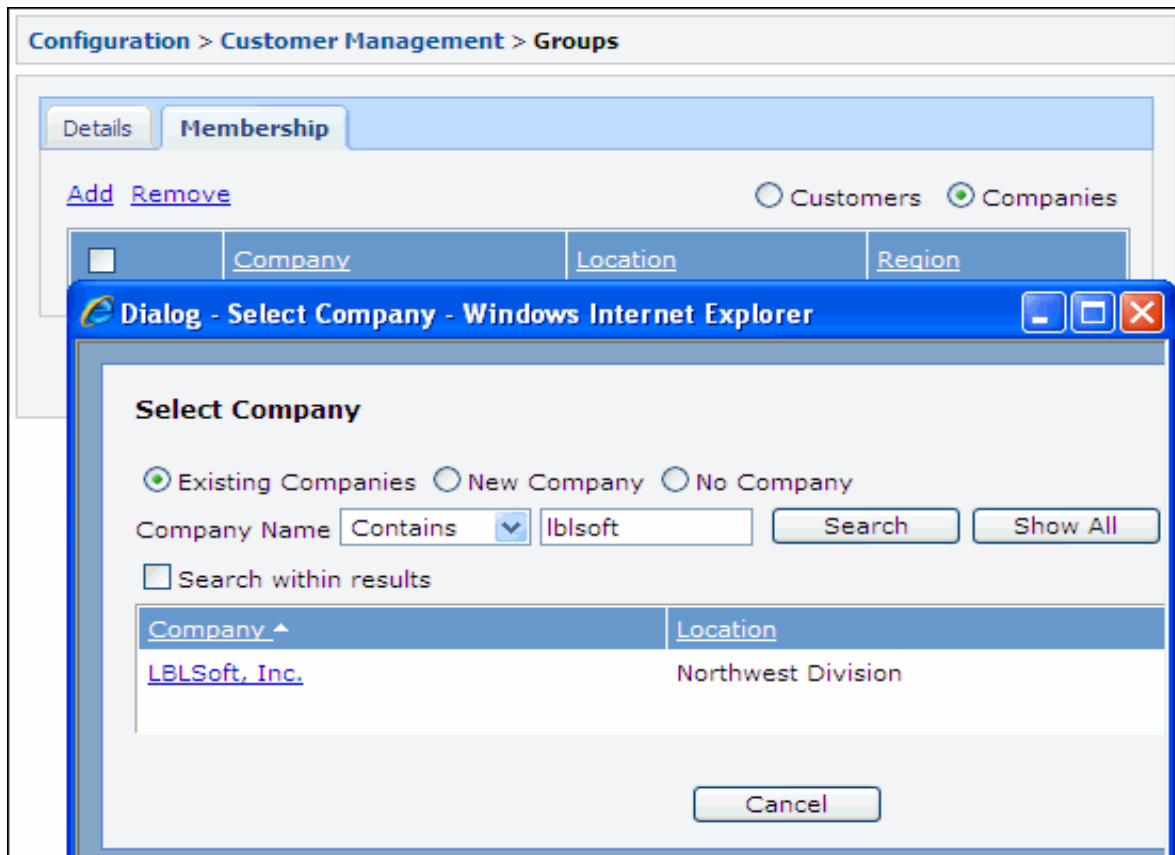 Configuration > Customer Management > Groups
Details Membership
Add Remove Customers Companies
Company Location Region
Dialog - Select Company - Windows Internet Explorer
Select Company
Existing Companies New Company No Company
Company Name Contains lblsoft Search Show All
Search within results
Company Location
LBLSoft, Inc. Northwest Division
Cancel